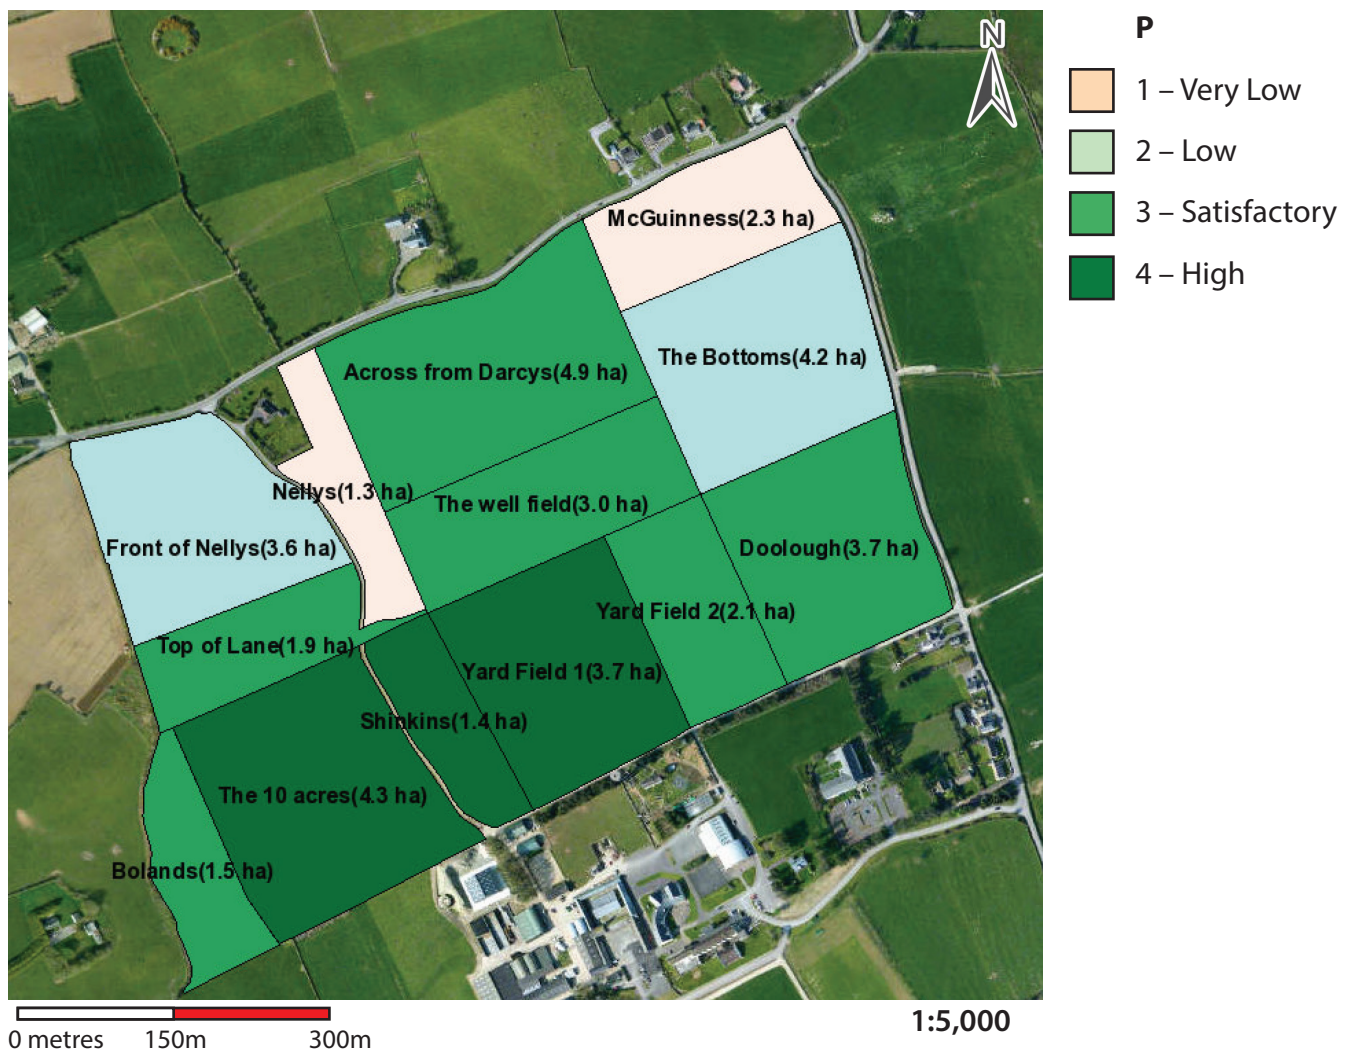 P
1 – Very Low
2 – Low
3 – Satisfactory
4 – High
N
McGuinness(2.3 ha)
The Bottoms(4.2 ha)
Across from Darcys(4.9 ha)
Nellys(1.3 ha)
The well field(3.0 ha)
Front of Nellys(3.6 ha)
Doolough(3.7 ha)
Yard Field 2(2.1 ha)
Top of Lane(1.9 ha)
Yard Field 1(3.7 ha)
Shinkins(1.4 ha)
The 10 acres(4.3 ha)
Bolands(1.5 ha)
0 metres 150m 300m
1:5,000